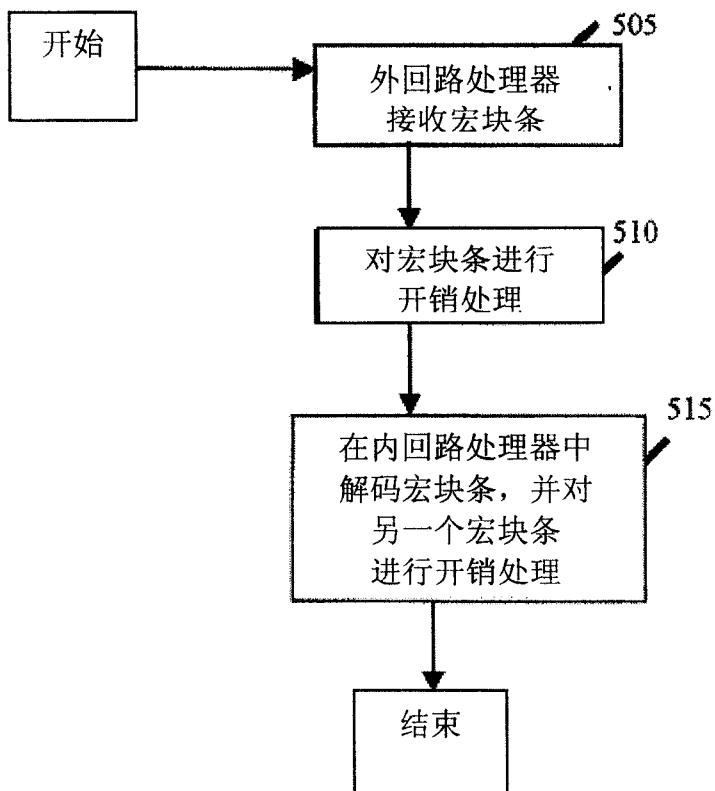 开始
505
外回路处理器
接收宏块条
510
对宏块条进行
开销处理
515
在内回路处理器中
解码宏块条，并对
另一个宏块条
进行开销处理
结束